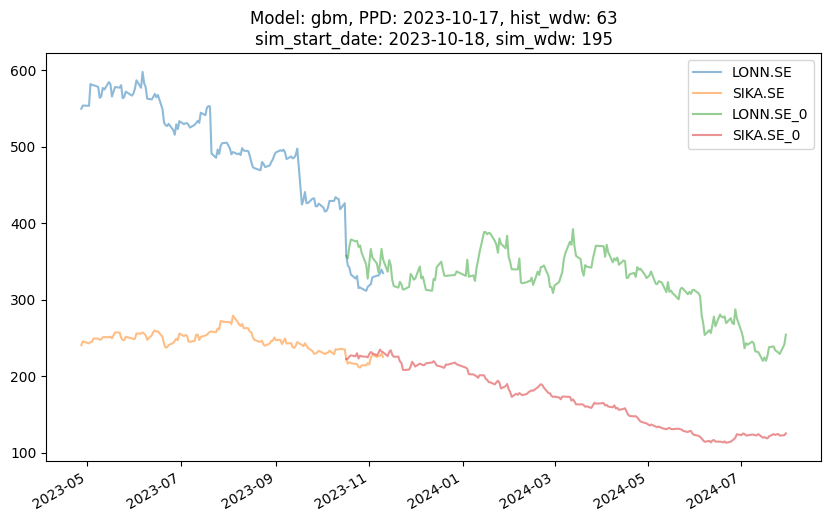 Model: gbm, PPD: 2023-10-17, hist_wdw: 63
sim_start_date: 2023-10-18, sim_wdw: 195
600
500
400
300
200
100
LONN.SE
SIKA.SE
LONN.SE_0
SIKA.SE_0
2023-05
2023-07
2023-09
2023-11
2024-01
2024-03
2024-05
2024-07